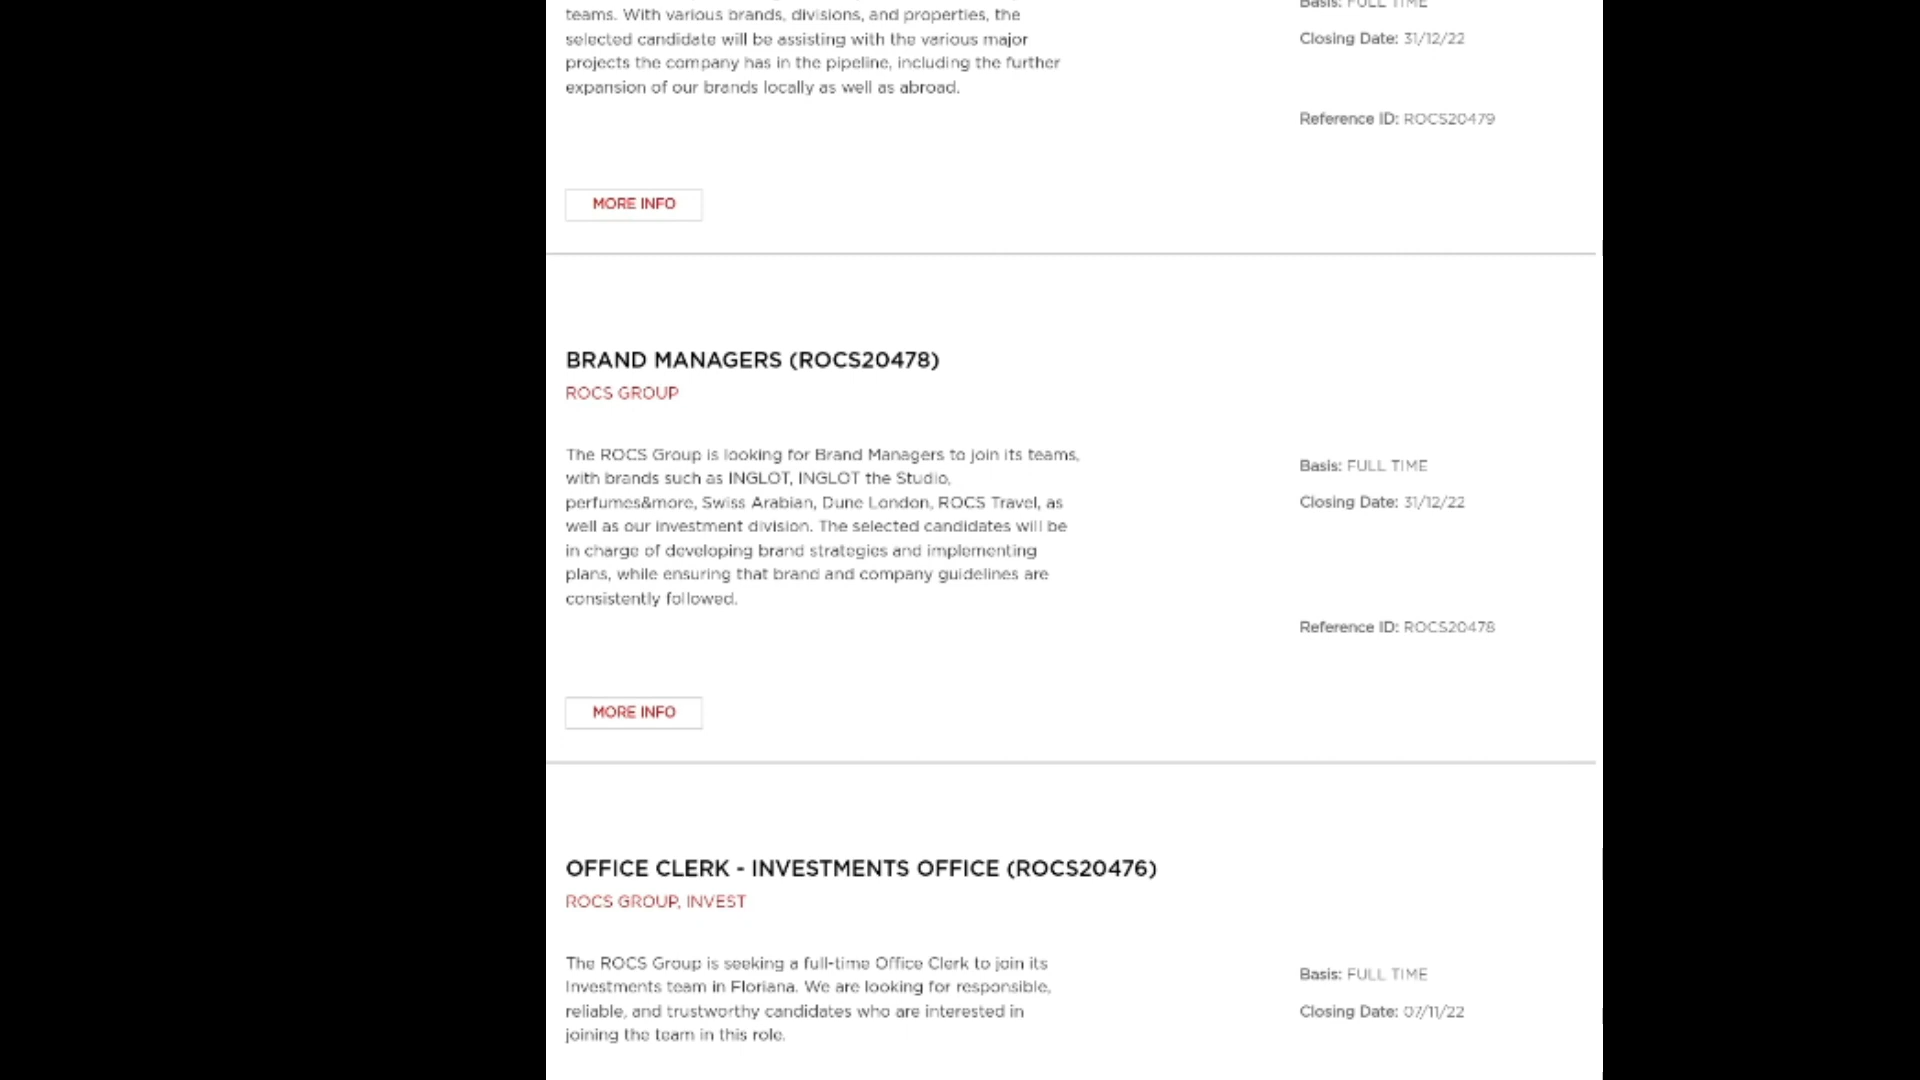 teams. With various brands, divisions, and properties, the
selected candidate will be assisting with the various major
projects the company has in the pipeline, including the further
expansion of our brands locally as well as abroad.
Basis: FULL TIME
Closing Date: 31/12/22
Reference ID: ROCS20479
MORE INFO
BRAND MANAGERS (ROCS20478)
ROCS GROUP
The ROCS Group is looking for Brand Managers to join its teams,
with brands such as INGLOT, INGLOT the Studio,
perfumes&more, Swiss Arabian, Dune London, ROCS Travel, as
well as our investment division. The selected candidates will be
in charge of developing brand strategies and implementing
plans, while ensuring that brand and company guidelines are
consistently followed.
Basis: FULL TIME
Closing Date: 31/12/22
Reference ID: ROCS20478
MORE INFO
OFFICE CLERK - INVESTMENTS OFFICE (ROCS20476)
ROCS GROUP, INVEST
The ROCS Group is seeking a full-time Office Clerk to join its
Investments team in Floriana. We are looking for responsible,
reliable, and trustworthy candidates who are interested in
joining the team in this role.
Basis: FULL TIME
Closing Date: 07/11/22